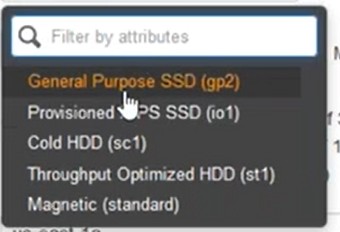 Filter by attributes
General Purpose SSD (gp2)
Provisioned PS SSD (io1)
Cold HDD (sc1)
Throughput Optimized HDD (st1)
Magnetic (standard)